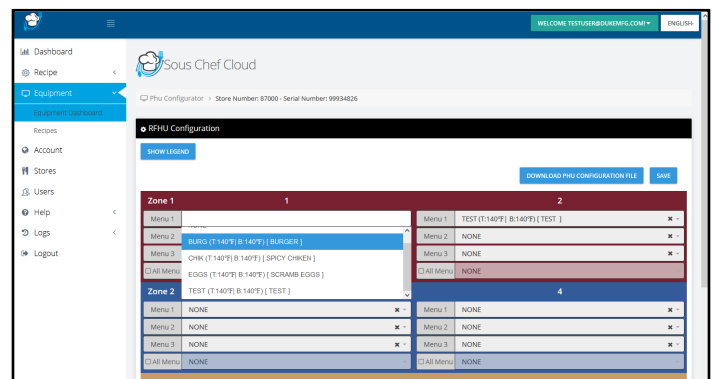 WELCOME TESTUSER@DUKEMFG.COM!
ENGLISH
Dashboard
Recipe
Equipment
Equipment Dashboard
Recipes
Account
Stores
Users
Help
Logs
Logout
Sous Chef Cloud
Phu Configurator > Store Number: 87000 - Serial Number: 99934826
RFHU Configuration
SHOW LEGEND
DOWNLOAD PHU CONFIGURATION FILE SAVE
Zone 1 1 2
Menu 1 Menu 1 TEST (T:140°F| B:140°F) [ TEST ]
Menu 2 Menu 2 NONE
BURG (T:140°F| B:140°F) [ BURGER ]
CHIK (T:140°F| B:140°F) [ SPICY CHIKEN ]
EGGS (T:140°F| B:140°F) [ SCRAMB EGGS ]
TEST (T:140°F| B:140°F) [ TEST ]
Menu 3 Menu 3 NONE
All Menu All Menu NONE
Zone 2 4
Menu 1 NONE Menu 1 NONE
Menu 2 NONE Menu 2 NONE
Menu 3 NONE Menu 3 NONE
All Menu NONE All Menu NONE